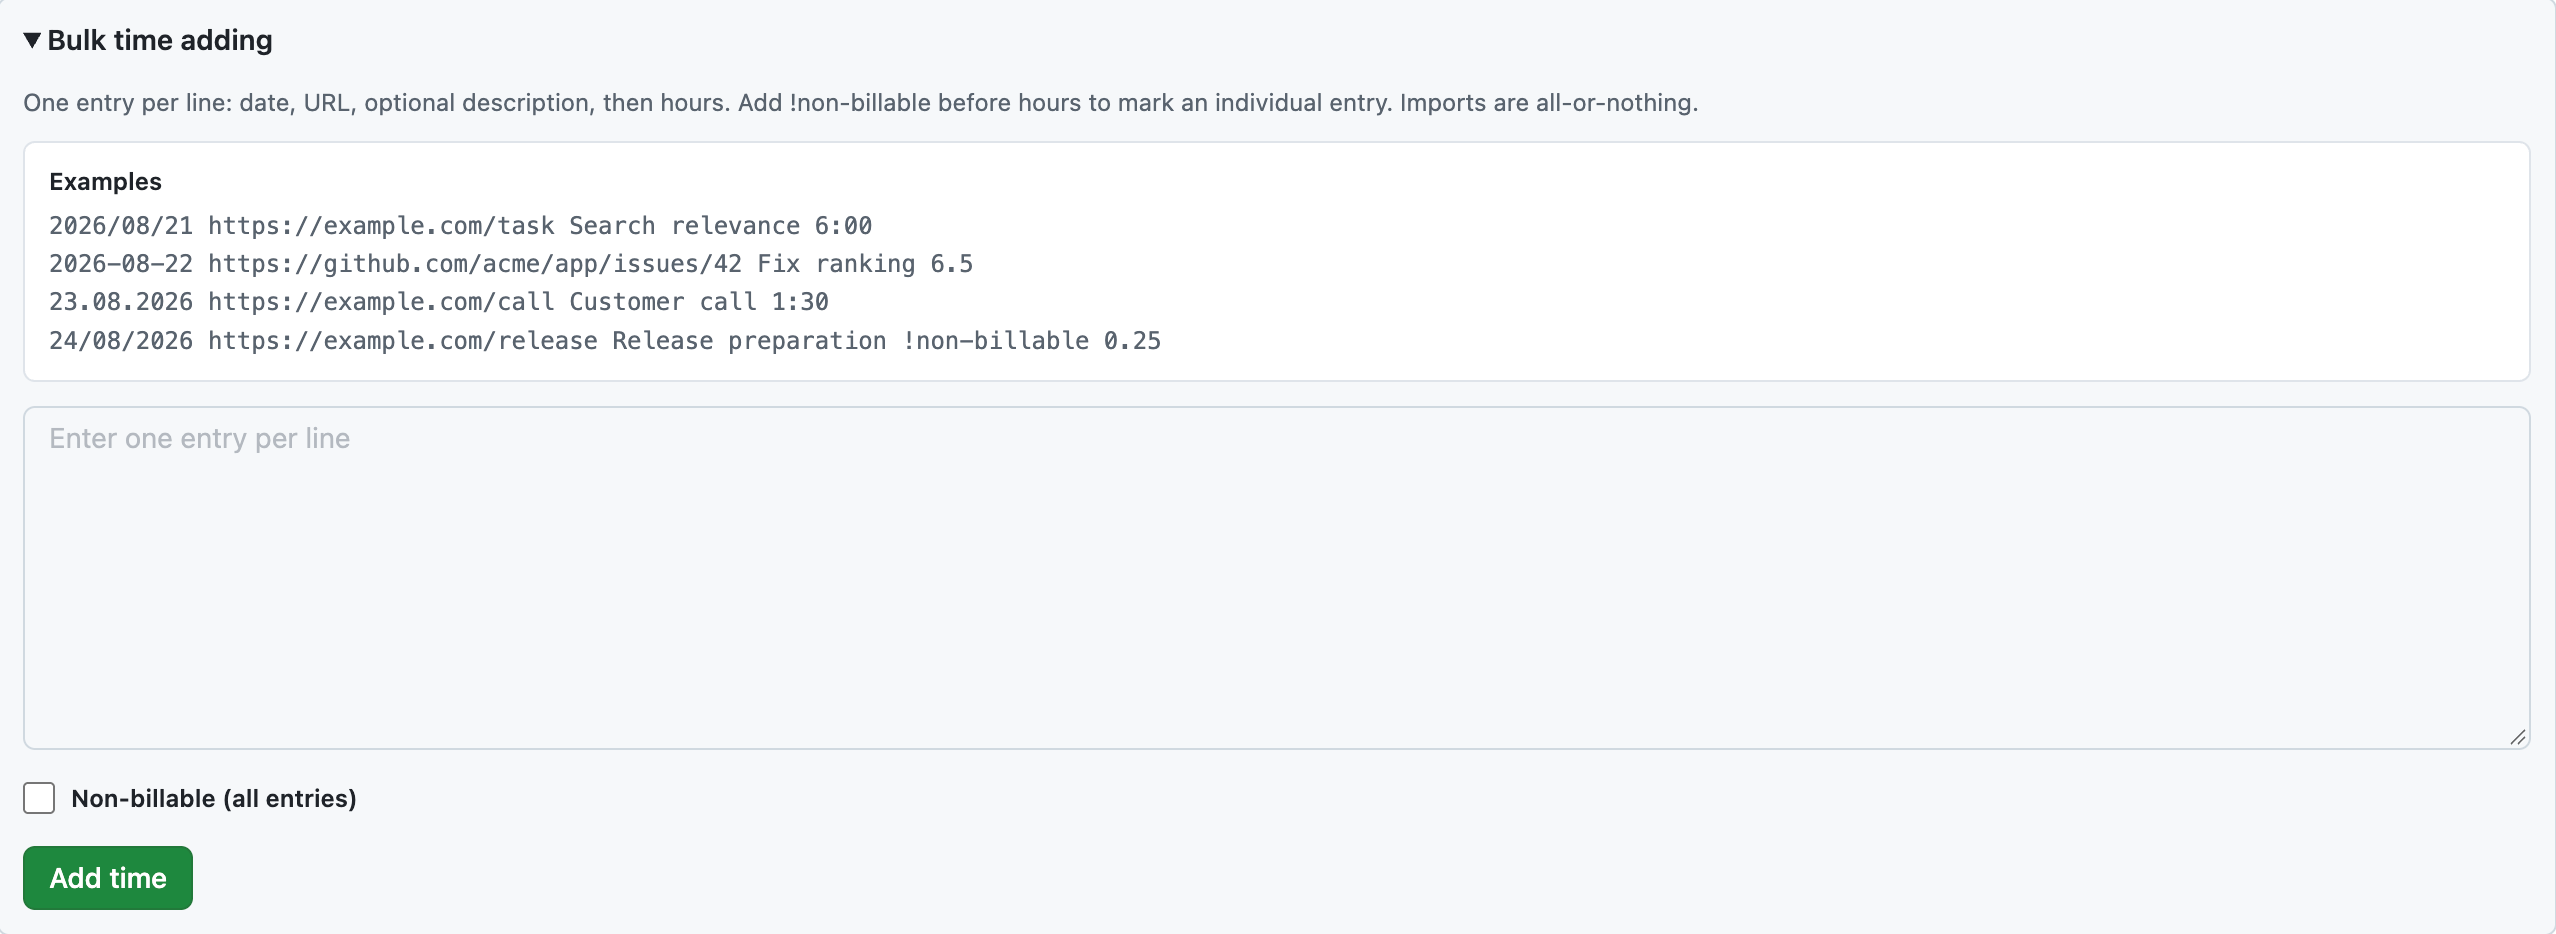 Bulk time adding
One entry per line: date, URL, optional description, then hours. Add !non-billable before hours to mark an individual entry. Imports are all-or-nothing.
Examples
2026/08/21 https://example.com/task Search relevance 6:00
2026-08-22 https://github.com/acme/app/issues/42 Fix ranking 6.5
23.08.2026 https://example.com/call Customer call 1:30
24/08/2026 https://example.com/release Release preparation !non-billable 0.25
Enter one entry per line
Non-billable (all entries)
Add time